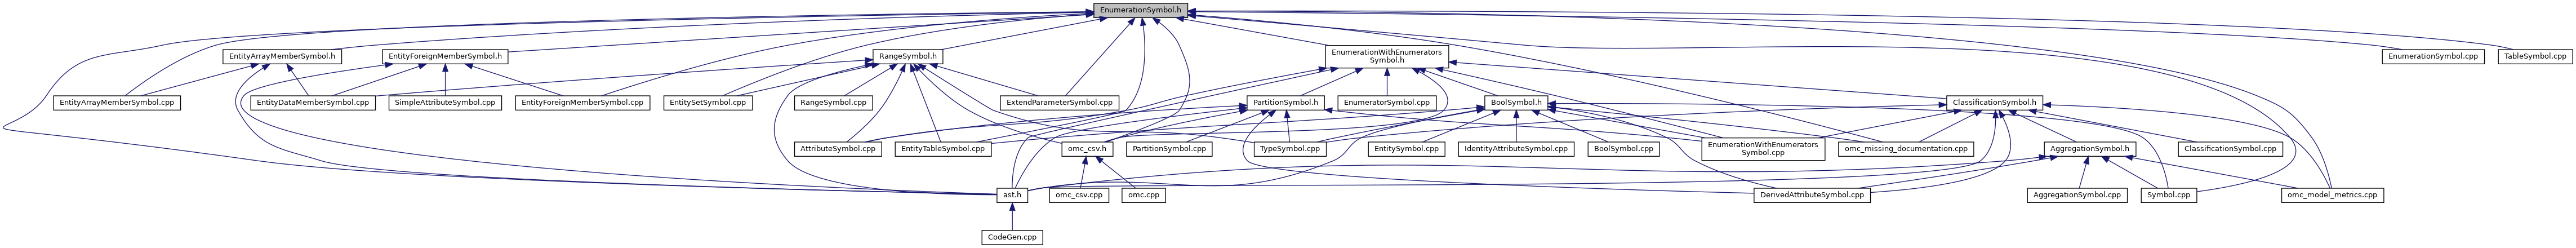 EnumerationSymbol.h
EntityArrayMemberSymbol.h
EntityForeignMemberSymbol.h
RangeSymbol.h
EnumerationWithEnumerators
Symbol.h
EnumerationSymbol.cpp
TableSymbol.cpp
EntityArrayMemberSymbol.cpp
EntityDataMemberSymbol.cpp
SimpleAttributeSymbol.cpp
EntityForeignMemberSymbol.cpp
EntitySetSymbol.cpp
RangeSymbol.cpp
ExtendParameterSymbol.cpp
PartitionSymbol.h
EnumeratorSymbol.cpp
BoolSymbol.h
ClassificationSymbol.h
AttributeSymbol.cpp
EntityTableSymbol.cpp
omc_csv.h
PartitionSymbol.cpp
TypeSymbol.cpp
EntitySymbol.cpp
IdentityAttributeSymbol.cpp
BoolSymbol.cpp
EnumerationWithEnumerators
Symbol.cpp
omc_missing_documentation.cpp
AggregationSymbol.h
ClassificationSymbol.cpp
ast.h
omc_csv.cpp
omc.cpp
DerivedAttributeSymbol.cpp
AggregationSymbol.cpp
Symbol.cpp
omc_model_metrics.cpp
CodeGen.cpp